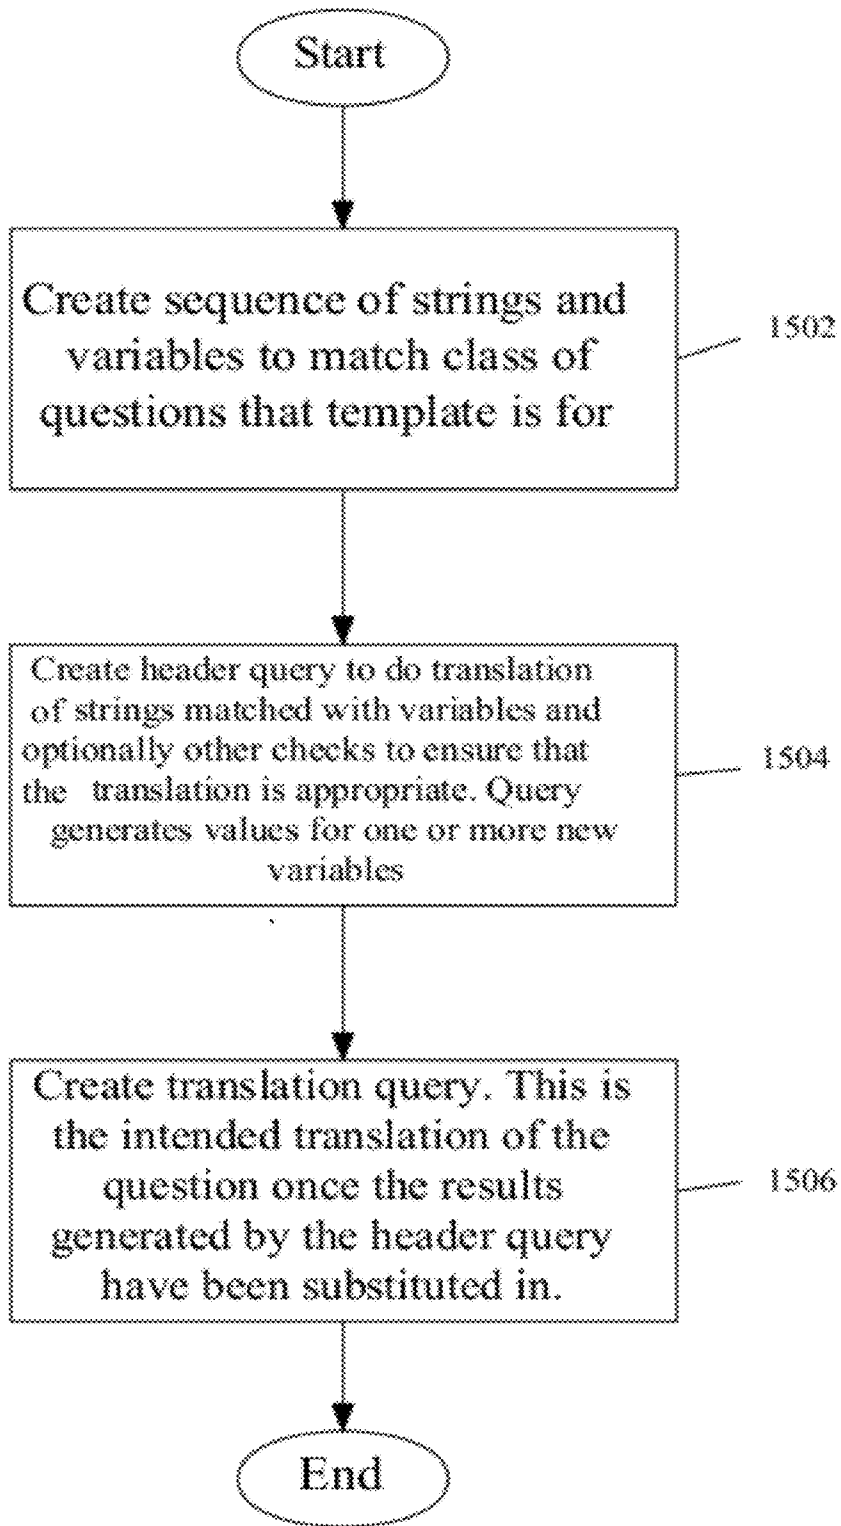 Start
Create sequence of strings and
variables to match class of
questions that template is for
1502
Create header query to do translation
of strings matched with variables and
optionally other checks to ensure that
the translation is appropriate. Query
generates values for one or more new
variables
1504
Create translation query. This is
the intended translation of the
question once the results
generated by the header query
have been substituted in.
1506
End